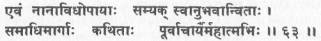 एवं नानाविधोपायाः सम्यक् स्वानुभवान्विताः ।
समाधिमार्गाः कथिताः पूर्वाचार्यैर्महात्मभिः ।। ६३ ।।